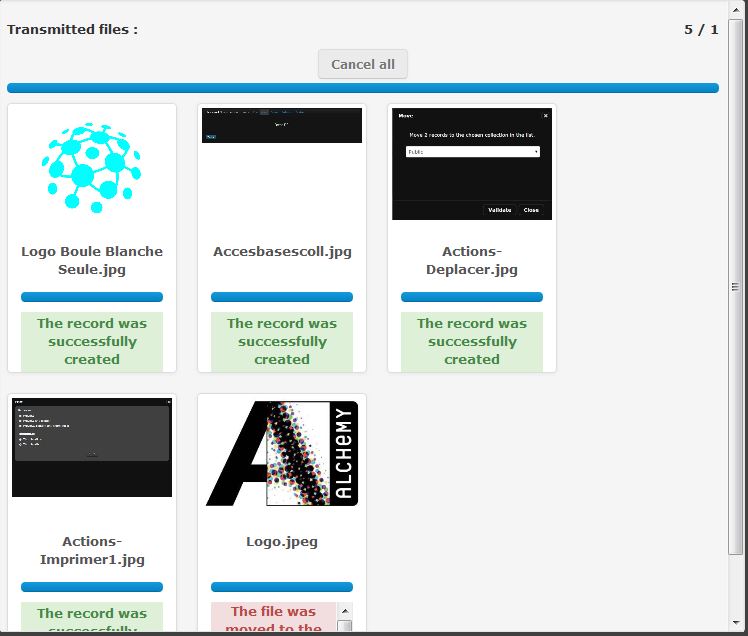 Transmitted files :
5 / 1
Cancel all
Move
Move 2 records to the chosen collection in the list.
Public
Validate Close
Logo Boule Blanche
Seule.jpg
Accesbasescoll.jpg
Actions-
Deplacer.jpg
The record was
successfully
created
The record was
successfully
created
The record was
successfully
created
ALCHEMY
Actions-
Imprimer1.jpg
Logo.jpeg
The record was
successfully
The file was
moved to the